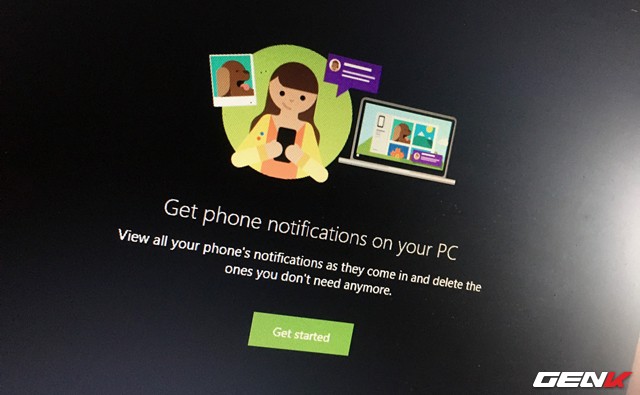 Get phone notifications on your PC
View all your phone's notifications as they come in and delete the
ones you don't need anymore.
Get started
GENK